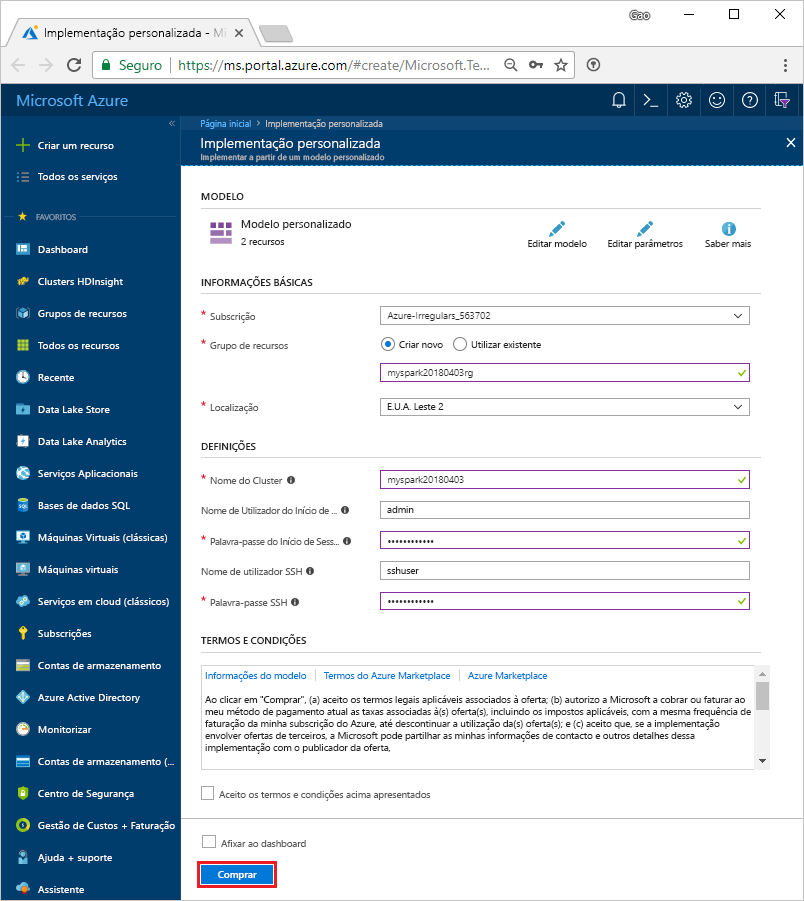 Gao
Implementação personalizada - Mi
Seguro
https://ms.portal.azure.com/#create/Microsoft.Te...
Microsoft Azure
Criar um recurso
Todos os serviços
FAVORITOS
Dashboard
Clusters HDInsight
Grupos de recursos
Todos os recursos
Recente
Data Lake Store
Data Lake Analytics
Serviços Aplicacionais
Bases de dados SQL
Máquinas Virtuais (clássicas)
Máquinas virtuais
Serviços em cloud (clássicos)
Subscrições
Contas de armazenamento
Azure Active Directory
Monitorizar
Contas de armazenamento (...
Centro de Segurança
Gestão de Custos + Faturação
Ajuda + suporte
Assistente
Página inicial > Implementação personalizada
Implementação personalizada
Implementar a partir de um modelo personalizado
MODELO
Modelo personalizado
2 recursos
Editar modelo
Editar parâmetros
Saber mais
INFORMAÇÕES BÁSICAS
* Subscrição
Azure-Irregulars_563702
* Grupo de recursos
Criar novo Utilizar existente
myspark20180403rg
* Localização
E.U.A. Leste 2
DEFINIÇÕES
* Nome do Cluster
myspark20180403
Nome de Utilizador do Início de ...
admin
* Palavra-passe do Início de Sess...
••••••••••••
Nome de utilizador SSH
sshuser
* Palavra-passe SSH
••••••••••••
TERMOS E CONDIÇÕES
Informações do modelo | Termos do Azure Marketplace | Azure Marketplace
Ao clicar em "Comprar", (a) aceito os termos legais aplicáveis associados à oferta; (b) autorizo a Microsoft a cobrar ou faturar ao
meu método de pagamento atual as taxas associadas à(s) oferta(s), incluindo os impostos aplicáveis, com a mesma frequência de
faturação da minha subscrição do Azure, até descontinuar a utilização da(s) oferta(s); e (c) aceito que, se a implementação
envolver ofertas de terceiros, a Microsoft pode partilhar as minhas informações de contacto e outros detalhes dessa
implementação com o publicador da oferta,
Aceito os termos e condições acima apresentados
Afixar ao dashboard
Comprar